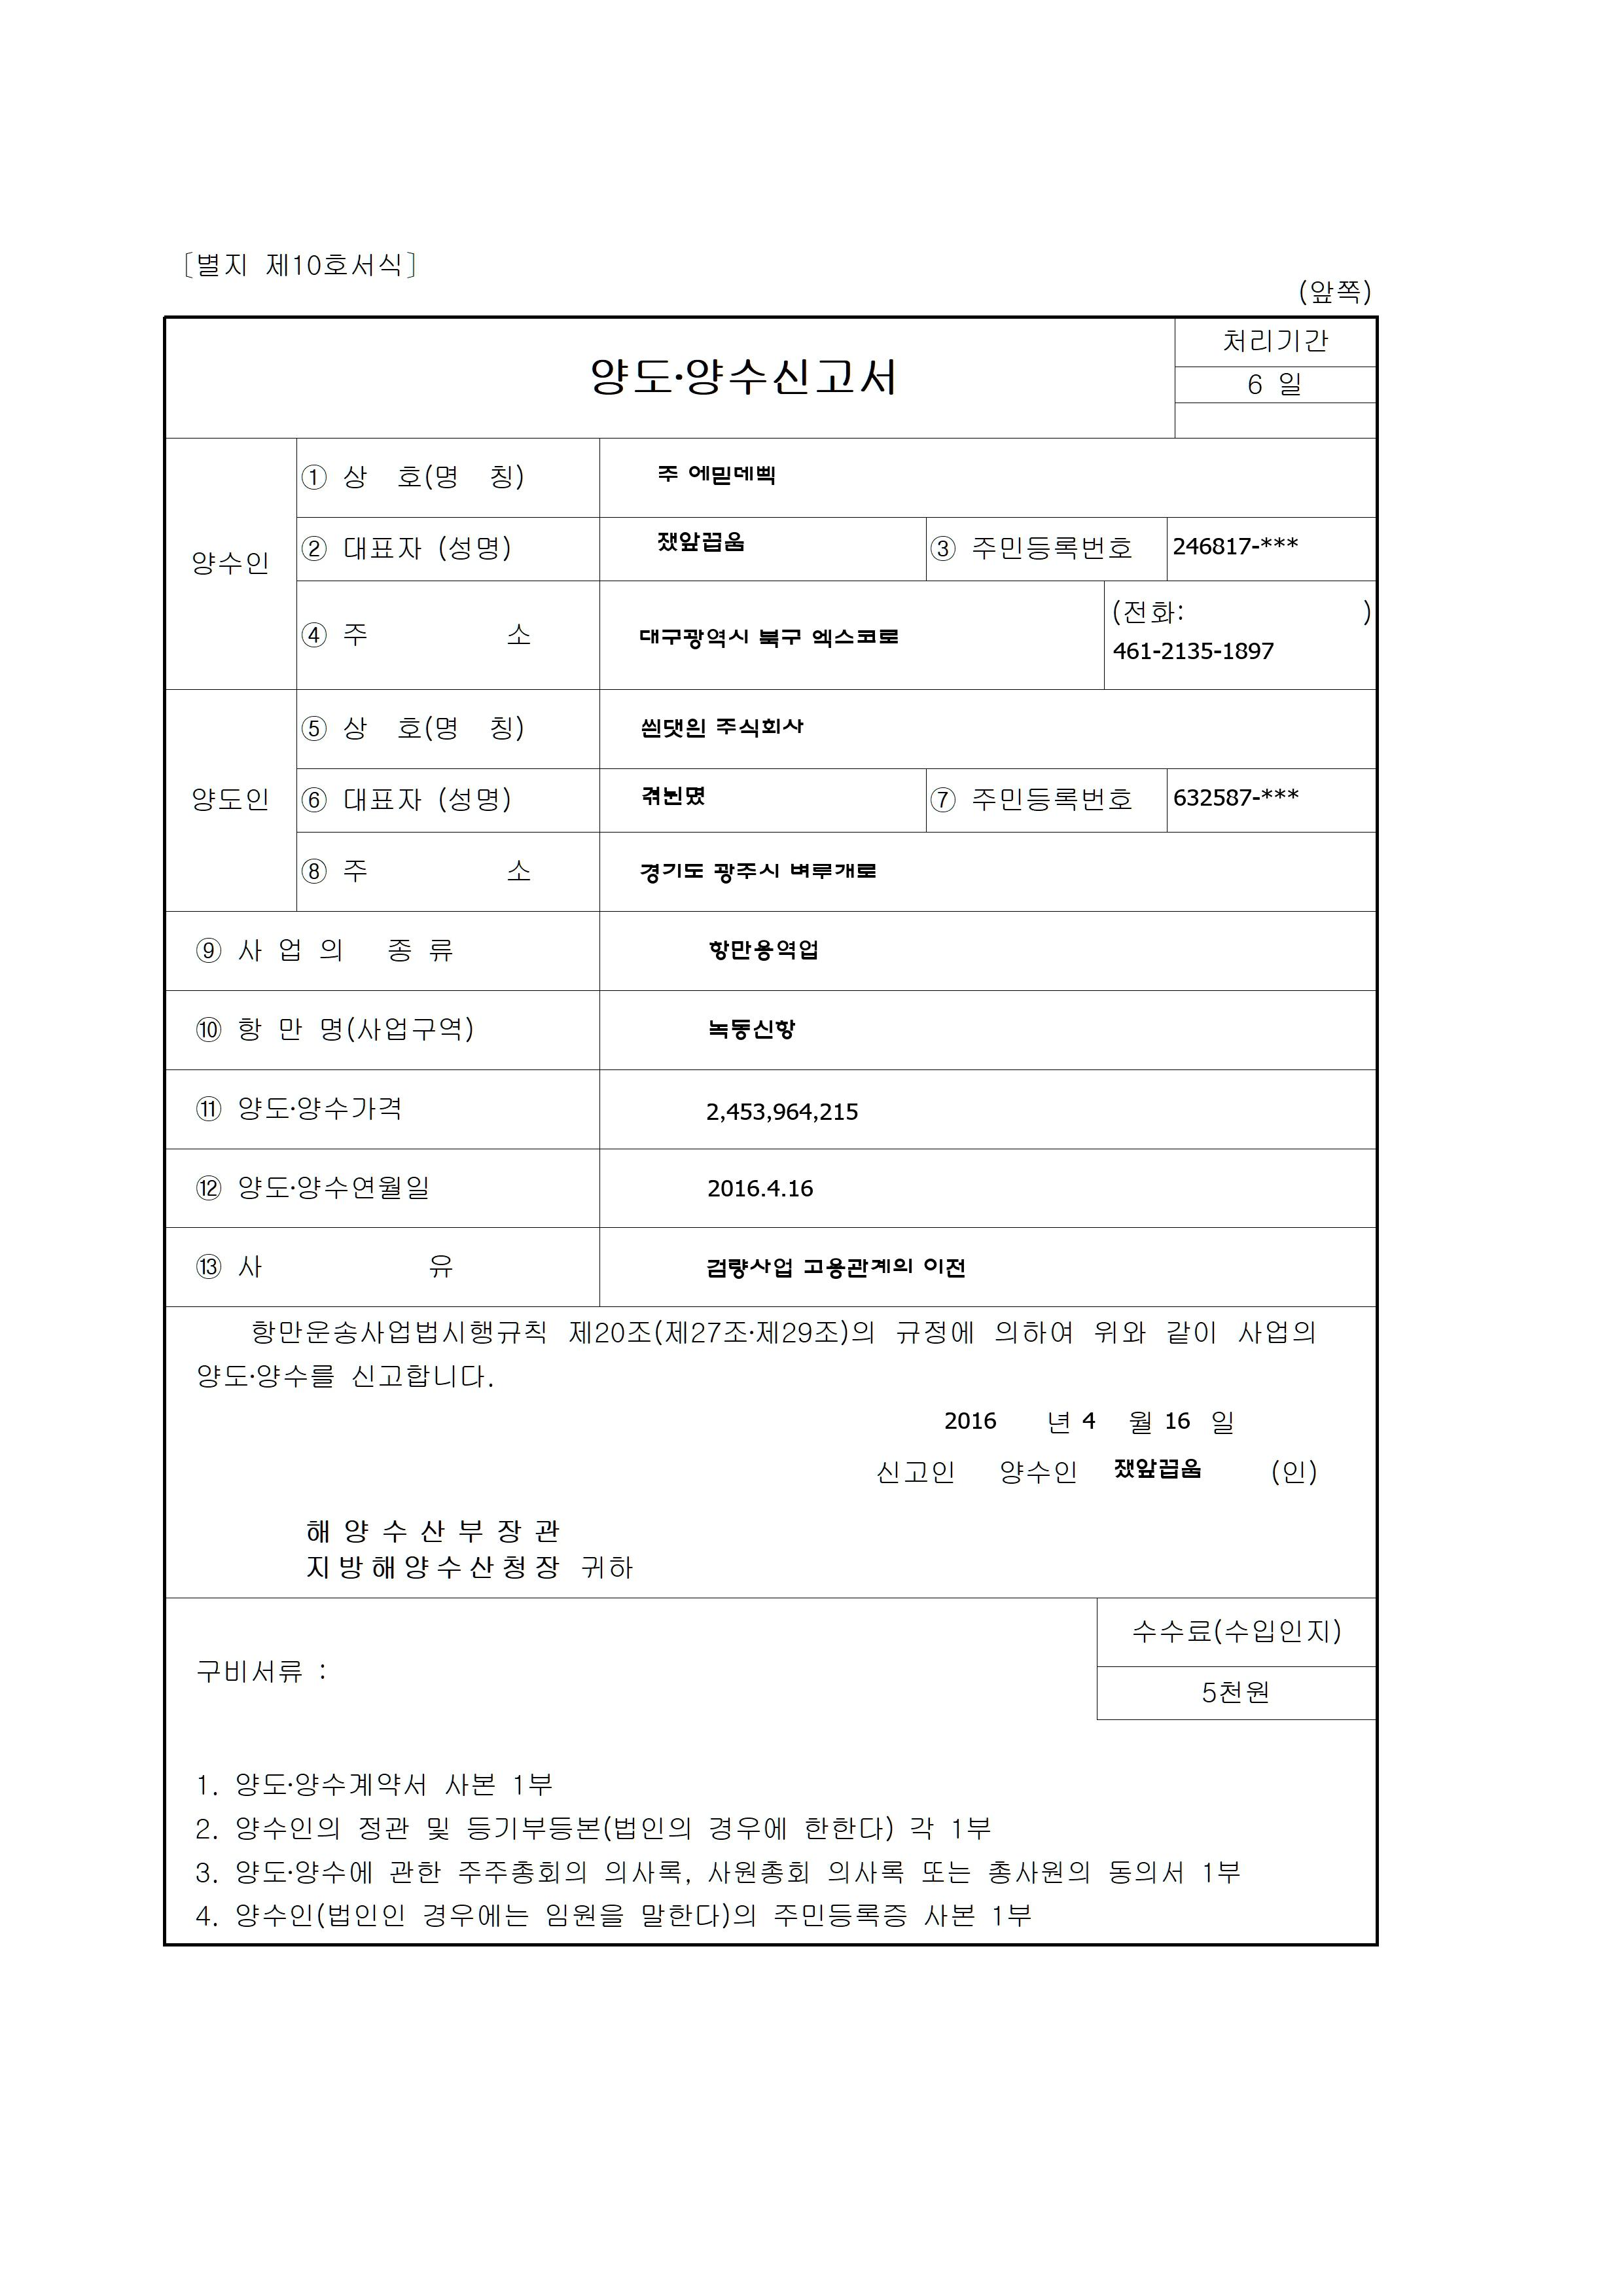 [별지 제10호서식]
(앞쪽)
양도·양수신고서
처리기간
6 일
양수인
① 상 호(명 칭)
주 에믿데삑
② 대표자 (성명)
쟀앞끕움
③ 주민등록번호
246817-***
④ 주 소
대구광역시 북구 엑스코로
(전화: )
461-2135-1897
양도인
⑤ 상 호(명 칭)
씐댓읜 주식회사
⑥ 대표자 (성명)
겪뉜몄
⑦ 주민등록번호
632587-***
⑧ 주 소
경기도 광주시 벼루개로
⑨ 사 업 의 종 류
항만용역업
⑩ 항 만 명(사업구역)
녹동신항
⑪ 양도·양수가격
2,453,964,215
⑫ 양도·양수연월일
2016.4.16
⑬ 사 유
검량사업 고용관계의 이전
항만운송사업법시행규칙 제20조(제27조·제29조)의 규정에 의하여 위와 같이 사업의
양도·양수를 신고합니다.
2016 년 4 월 16 일
신고인 양수인 쟀앞끕움 (인)
해 양 수 산 부 장 관
지 방 해 양 수 산 청 장 귀하
구비서류 :
수수료(수입인지)
5천원
1. 양도·양수계약서 사본 1부
2. 양수인의 정관 및 등기부등본(법인의 경우에 한한다) 각 1부
3. 양도·양수에 관한 주주총회의 의사록, 사원총회 의사록 또는 총사원의 동의서 1부
4. 양수인(법인인 경우에는 임원을 말한다)의 주민등록증 사본 1부